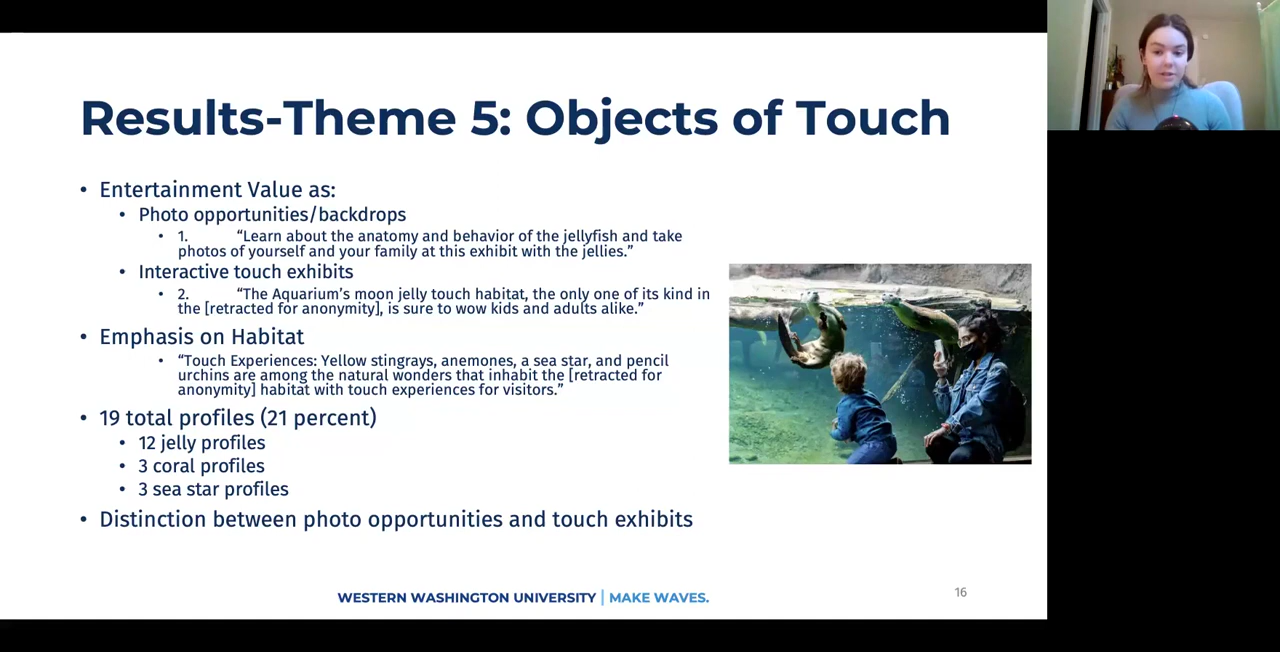 Results-Theme 5: Objects of Touch
• Entertainment Value as:
• Photo opportunities/backdrops
• 1. “Learn about the anatomy and behavior of the jellyfish and take
photos of yourself and your family at this exhibit with the jellies.”
• Interactive touch exhibits
• 2. “The Aquarium’s moon jelly touch habitat, the only one of its kind in
the [retracted for anonymity], is sure to wow kids and adults alike.”
• Emphasis on Habitat
• “Touch Experiences: Yellow stingrays, anemones, a sea star, and pencil
urchins are among the natural wonders that inhabit the [retracted for
anonymity] habitat with touch experiences for visitors.”
• 19 total profiles (21 percent)
• 12 jelly profiles
• 3 coral profiles
• 3 sea star profiles
• Distinction between photo opportunities and touch exhibits
WESTERN WASHINGTON UNIVERSITY | MAKE WAVES.
16